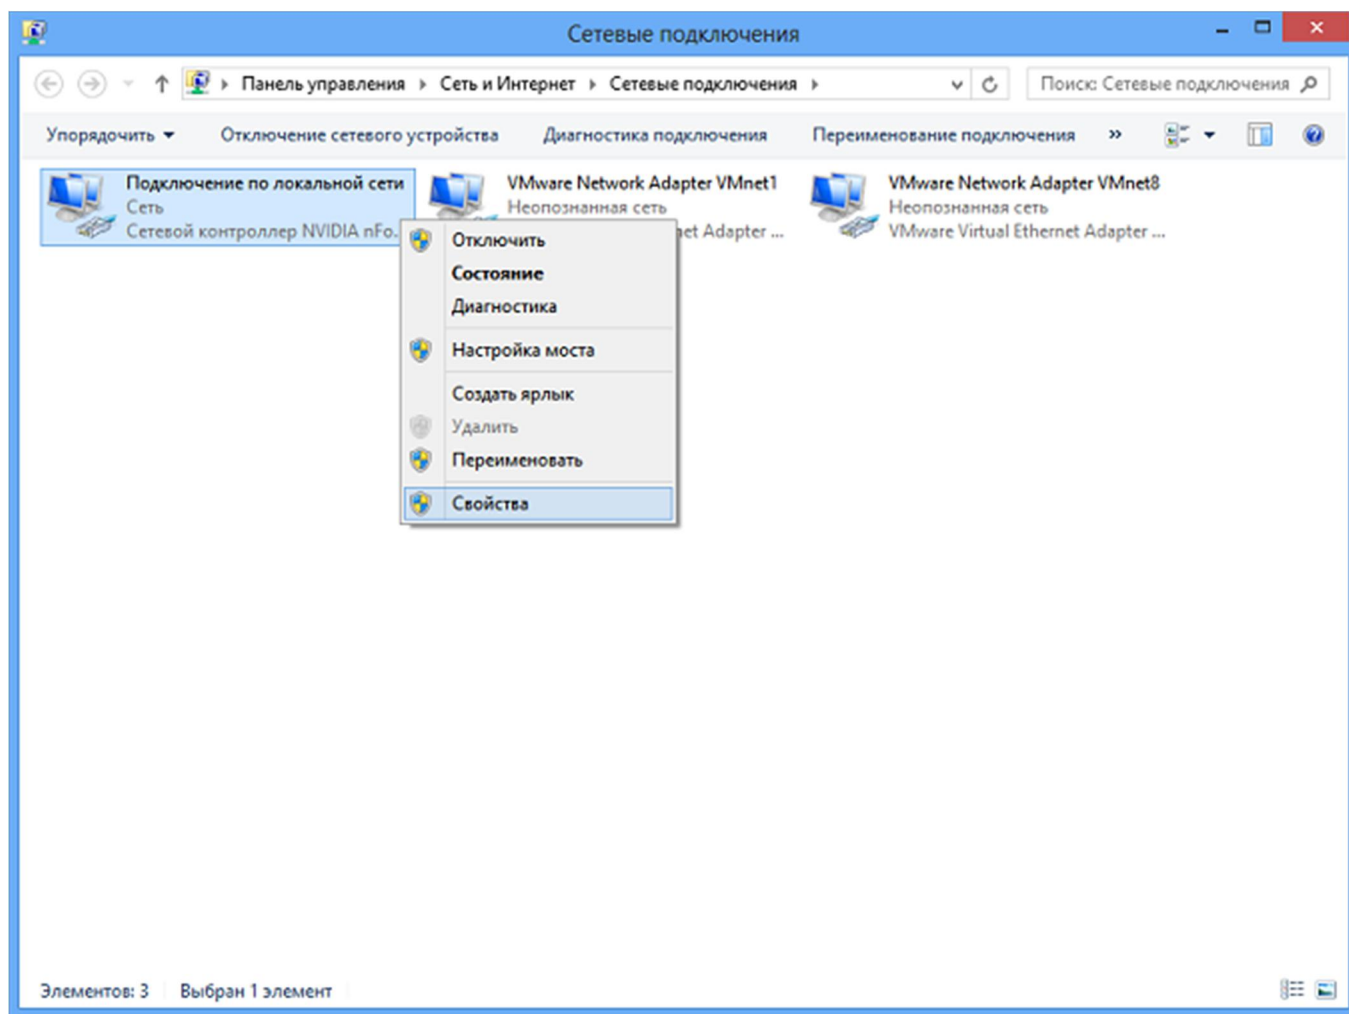 Сетевые подключения
Панель управления Сеть и Интернет Сетевые подключения Поиск: Сетевые подключения
Упорядочить Отключение сетевого устройства Диагностика подключения Переименование подключения »
Подключение по локальной сети
Сеть
Сетевой контроллер NVIDIA nFo...
VMware Network Adapter VMnet1
Неопознанная сеть
et Adapter ...
VMware Network Adapter VMnet8
Неопознанная сеть
VMware Virtual Ethernet Adapter ...
Отключить
Состояние
Диагностика
Настройка моста
Создать ярлык
Удалить
Переименовать
Свойства
Элементов: 3 Выбран 1 элемент